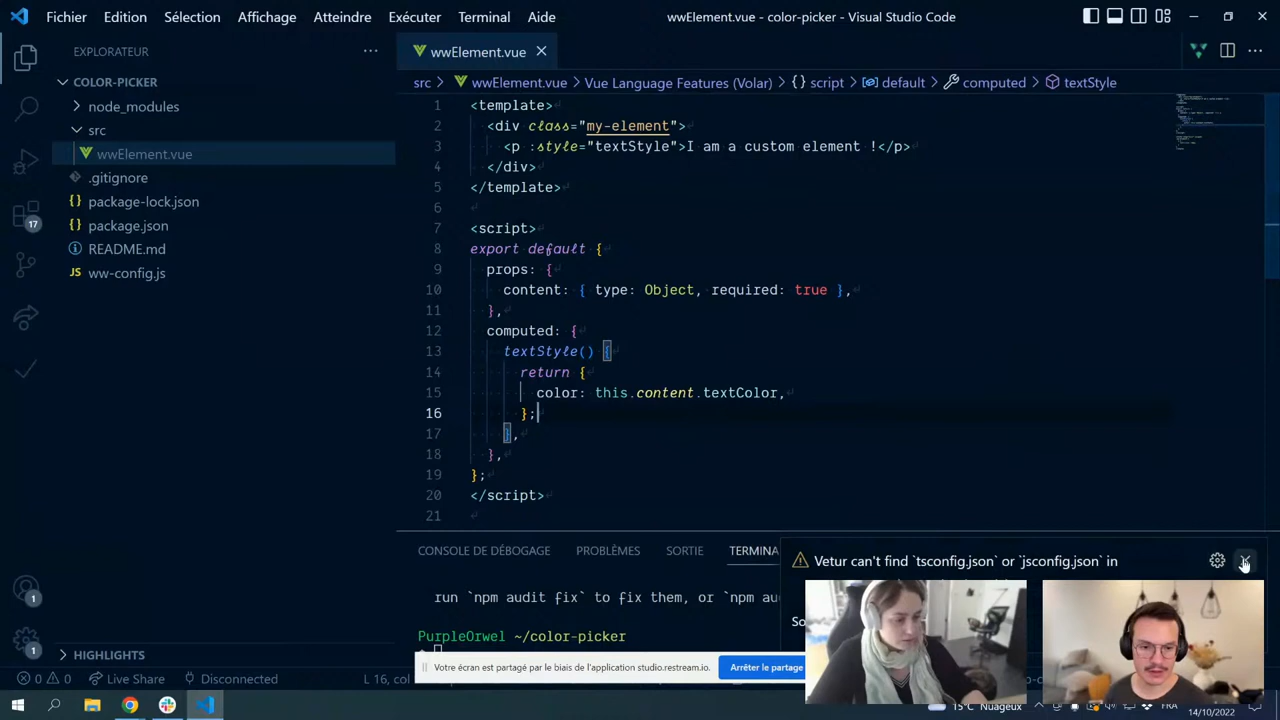 Fichier Edition Sélection Affichage Atteindre Exécuter Terminal Aide wwElement.vue - color-picker - Visual Studio Code
EXPLORATEUR
wwElement.vue
src > wwElement.vue > Vue Language Features (Volar) > {} script > default > computed > textStyle
COLOR-PICKER
node_modules
src
wwElement.vue
.gitignore
{} package-lock.json
{} package.json
README.md
JS ww-config.js
17
1
1
HIGHLIGHTS
1 <template>
2 <div class="my-element">
3 <p :style="textStyle">I am a custom element !</p>
4 </div>
5 </template>
6
7 <script>
8 export default {
9 props: {
10 content: { type: Object, required: true },
11 },
12 computed: {
13 textStyle() {
14 return {
15 color: this.content.textColor,
16 };
17 },
18 },
19 };
20 </script>
21
CONSOLE DE DÉBOGAGE PROBLÈMES SORTIE TERMINA
run `npm audit fix` to fix them, or `npm au
PurpleOrwel ~/color-picker
Vetur can't find `tsconfig.json` or `jsconfig.json` in
So
Votre écran est partagé par le biais de l'application studio.restream.io. Arrêter le partage
0 0 Live Share Disconnected L 16, col
15°C Nuageux FR
14/10/2022